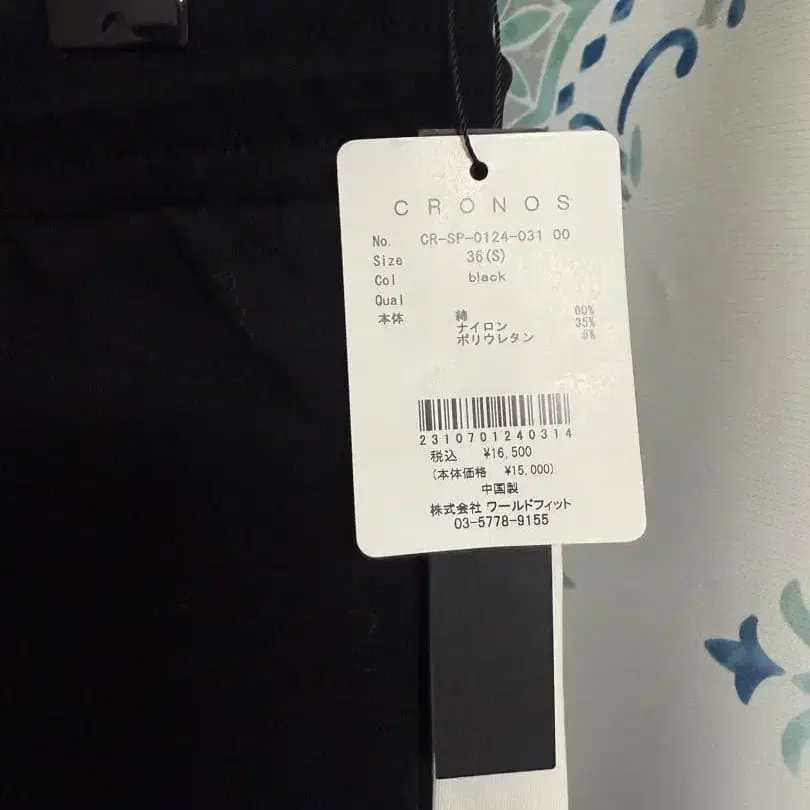 CRONOS
No. CR-SP-0124-031 00
Size 36(S)
Col black
Qual
本体 綿 60%
ナイロン 35%
ポリウレタン 5%
2310701240314
税込 ¥16,500
(本体価格 ¥15,000)
中国製
株式会社 ワールドフィット
03-5778-9155